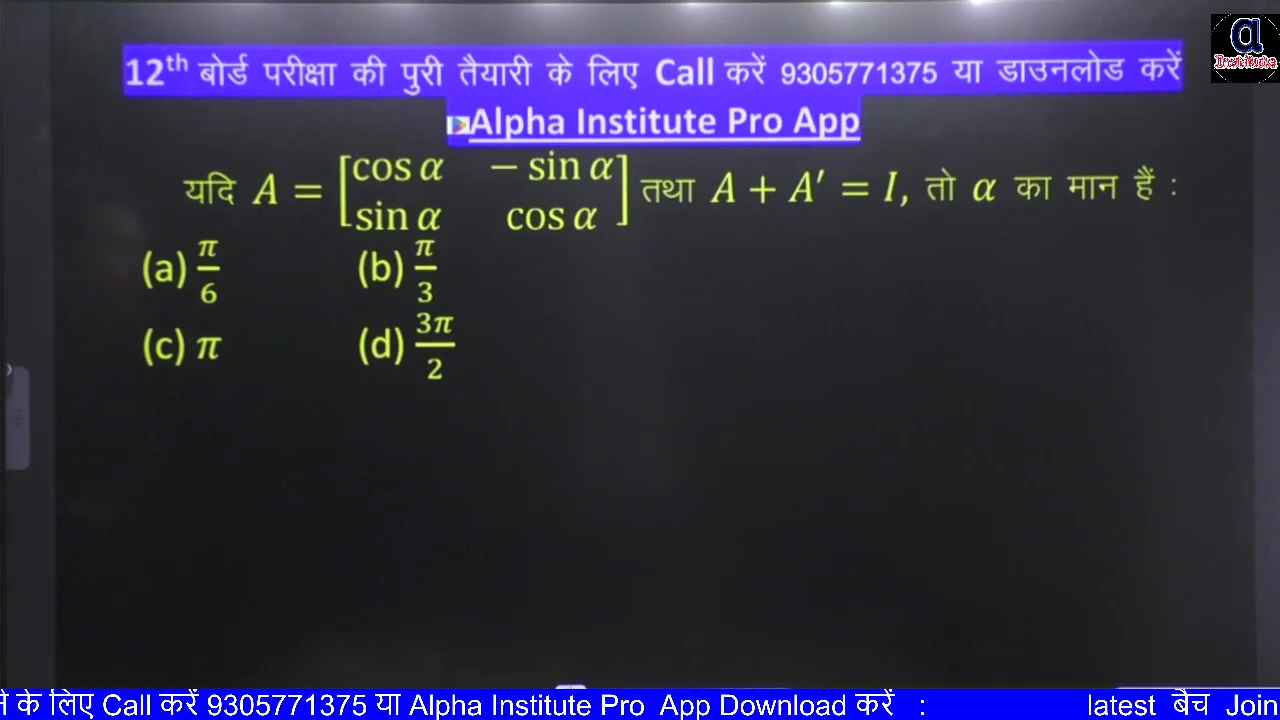 α
Institute
12th बोर्ड परीक्षा की पुरी तैयारी के लिए Call करें 9305771375 या डाउनलोड करें
Alpha Institute Pro App
यदि A = [cos α − sin α sin α cos α] तथा A + A′ = I, तो α का मान हैं :
(a) π/6 (b) π/3
(c) π (d) 3π/2
के लिए Call करें 9305771375 या Alpha Institute Pro App Download करें : latest बैच Join